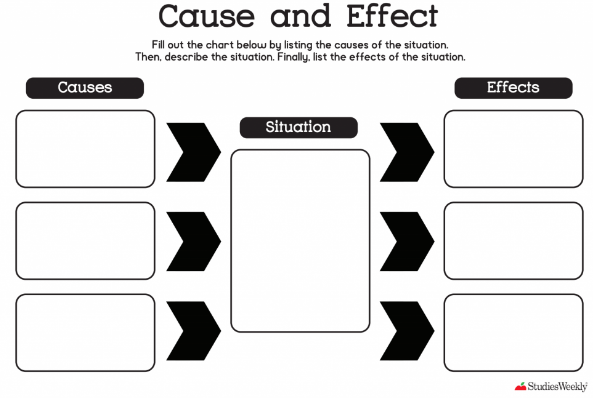 Cause and Effect
Fill out the chart below by listing the causes of the situation.
Then, describe the situation. Finally, list the effects of the situation.
Causes
Situation
Effects
StudiesWeekly